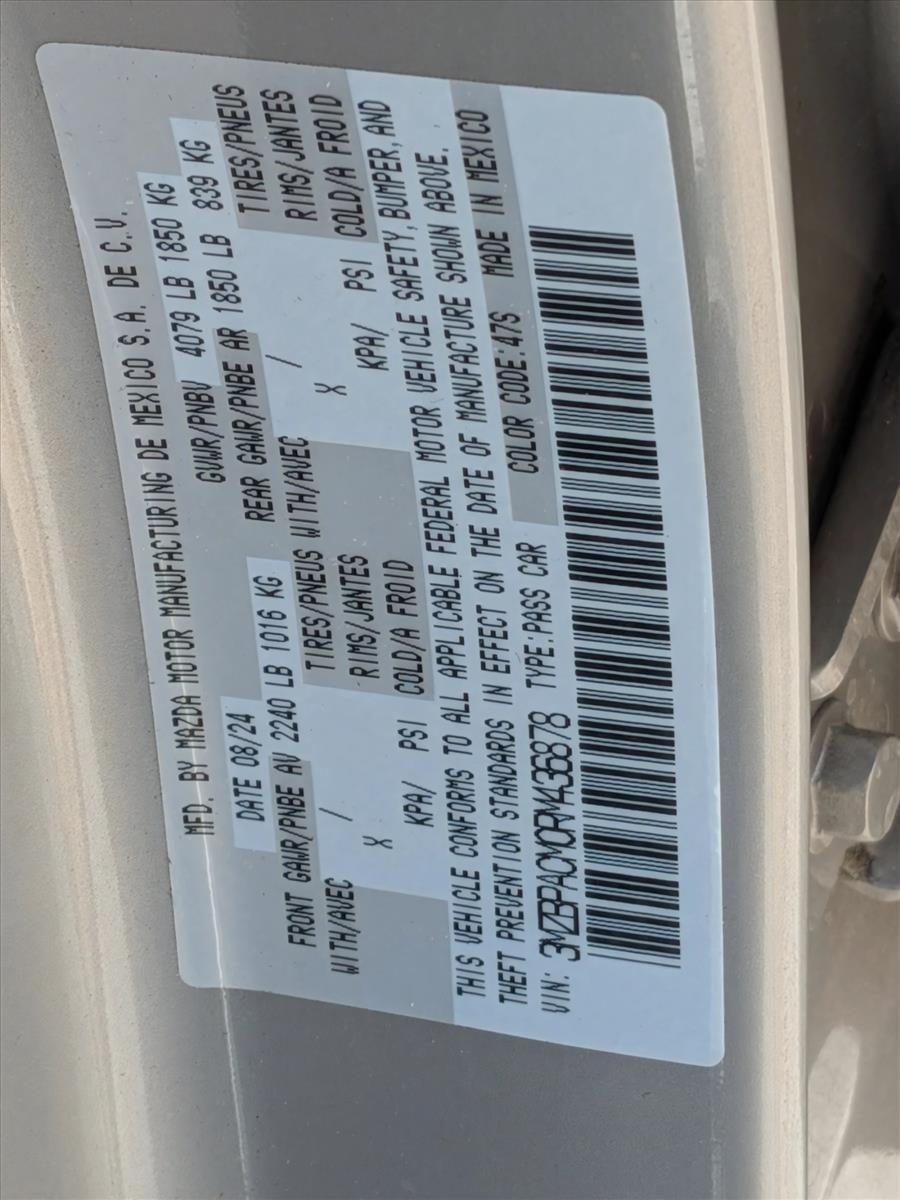 MFD. BY MAZDA MOTOR MANUFACTURING DE MEXICO S.A. DE C.V.
DATE 08/24 GVWR/PNBV 4079 LB 1850 KG
FRONT GAWR/PNBE AV 2240 LB 1016 KG REAR GAWR/PNBE AR 1850 LB 839 KG
WITH/AVEC / TIRES/PNEUS WITH/AVEC / TIRES/PNEUS
X RIMS/JANTES X RIMS/JANTES
KPA/ PSI COLD/A FROID KPA/ PSI COLD/A FROID
THIS VEHICLE CONFORMS TO ALL APPLICABLE FEDERAL MOTOR VEHICLE SAFETY, BUMPER, AND
THEFT PREVENTION STANDARDS IN EFFECT ON THE DATE OF MANUFACTURE SHOWN ABOVE.
VIN: 3MZBPACM0RM436878 TYPE:PASS CAR COLOR CODE:47S MADE IN MEXICO